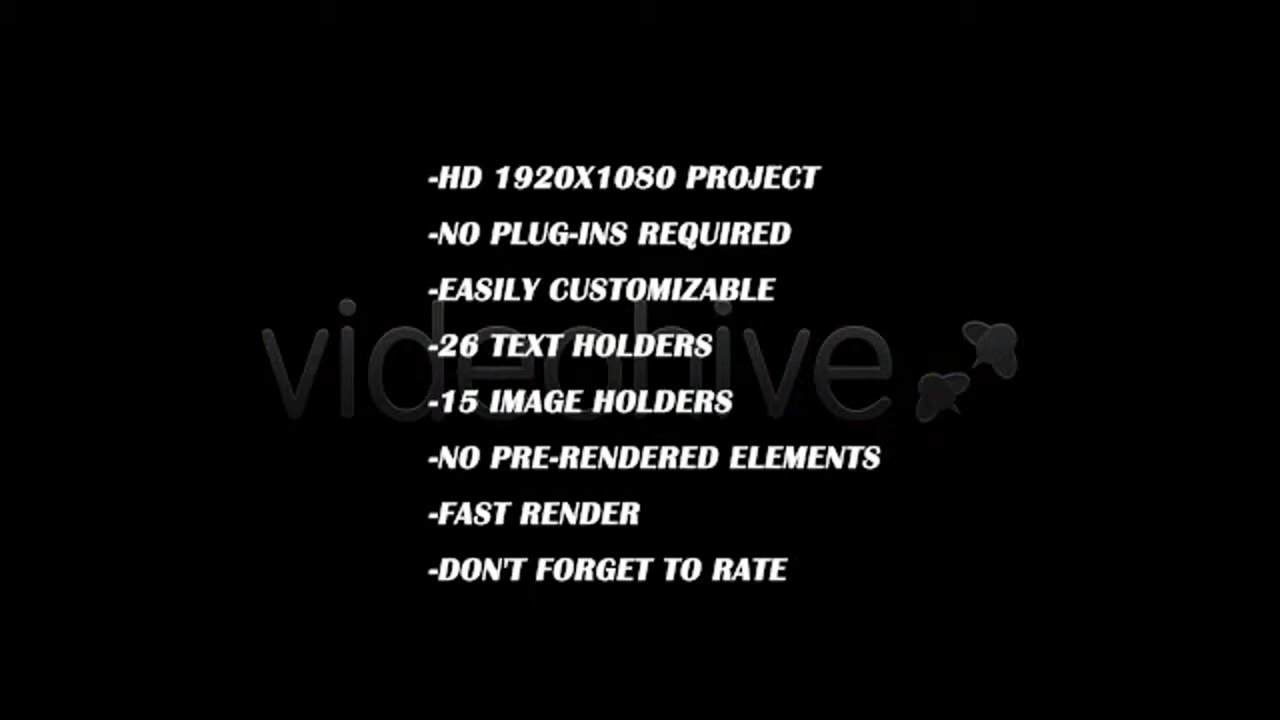 -HD 1920X1080 PROJECT
-NO PLUG-INS REQUIRED
-EASILY CUSTOMIZABLE
-26 TEXT HOLDERS
videohive
-15 IMAGE HOLDERS
-NO PRE-RENDERED ELEMENTS
-FAST RENDER
-DON'T FORGET TO RATE